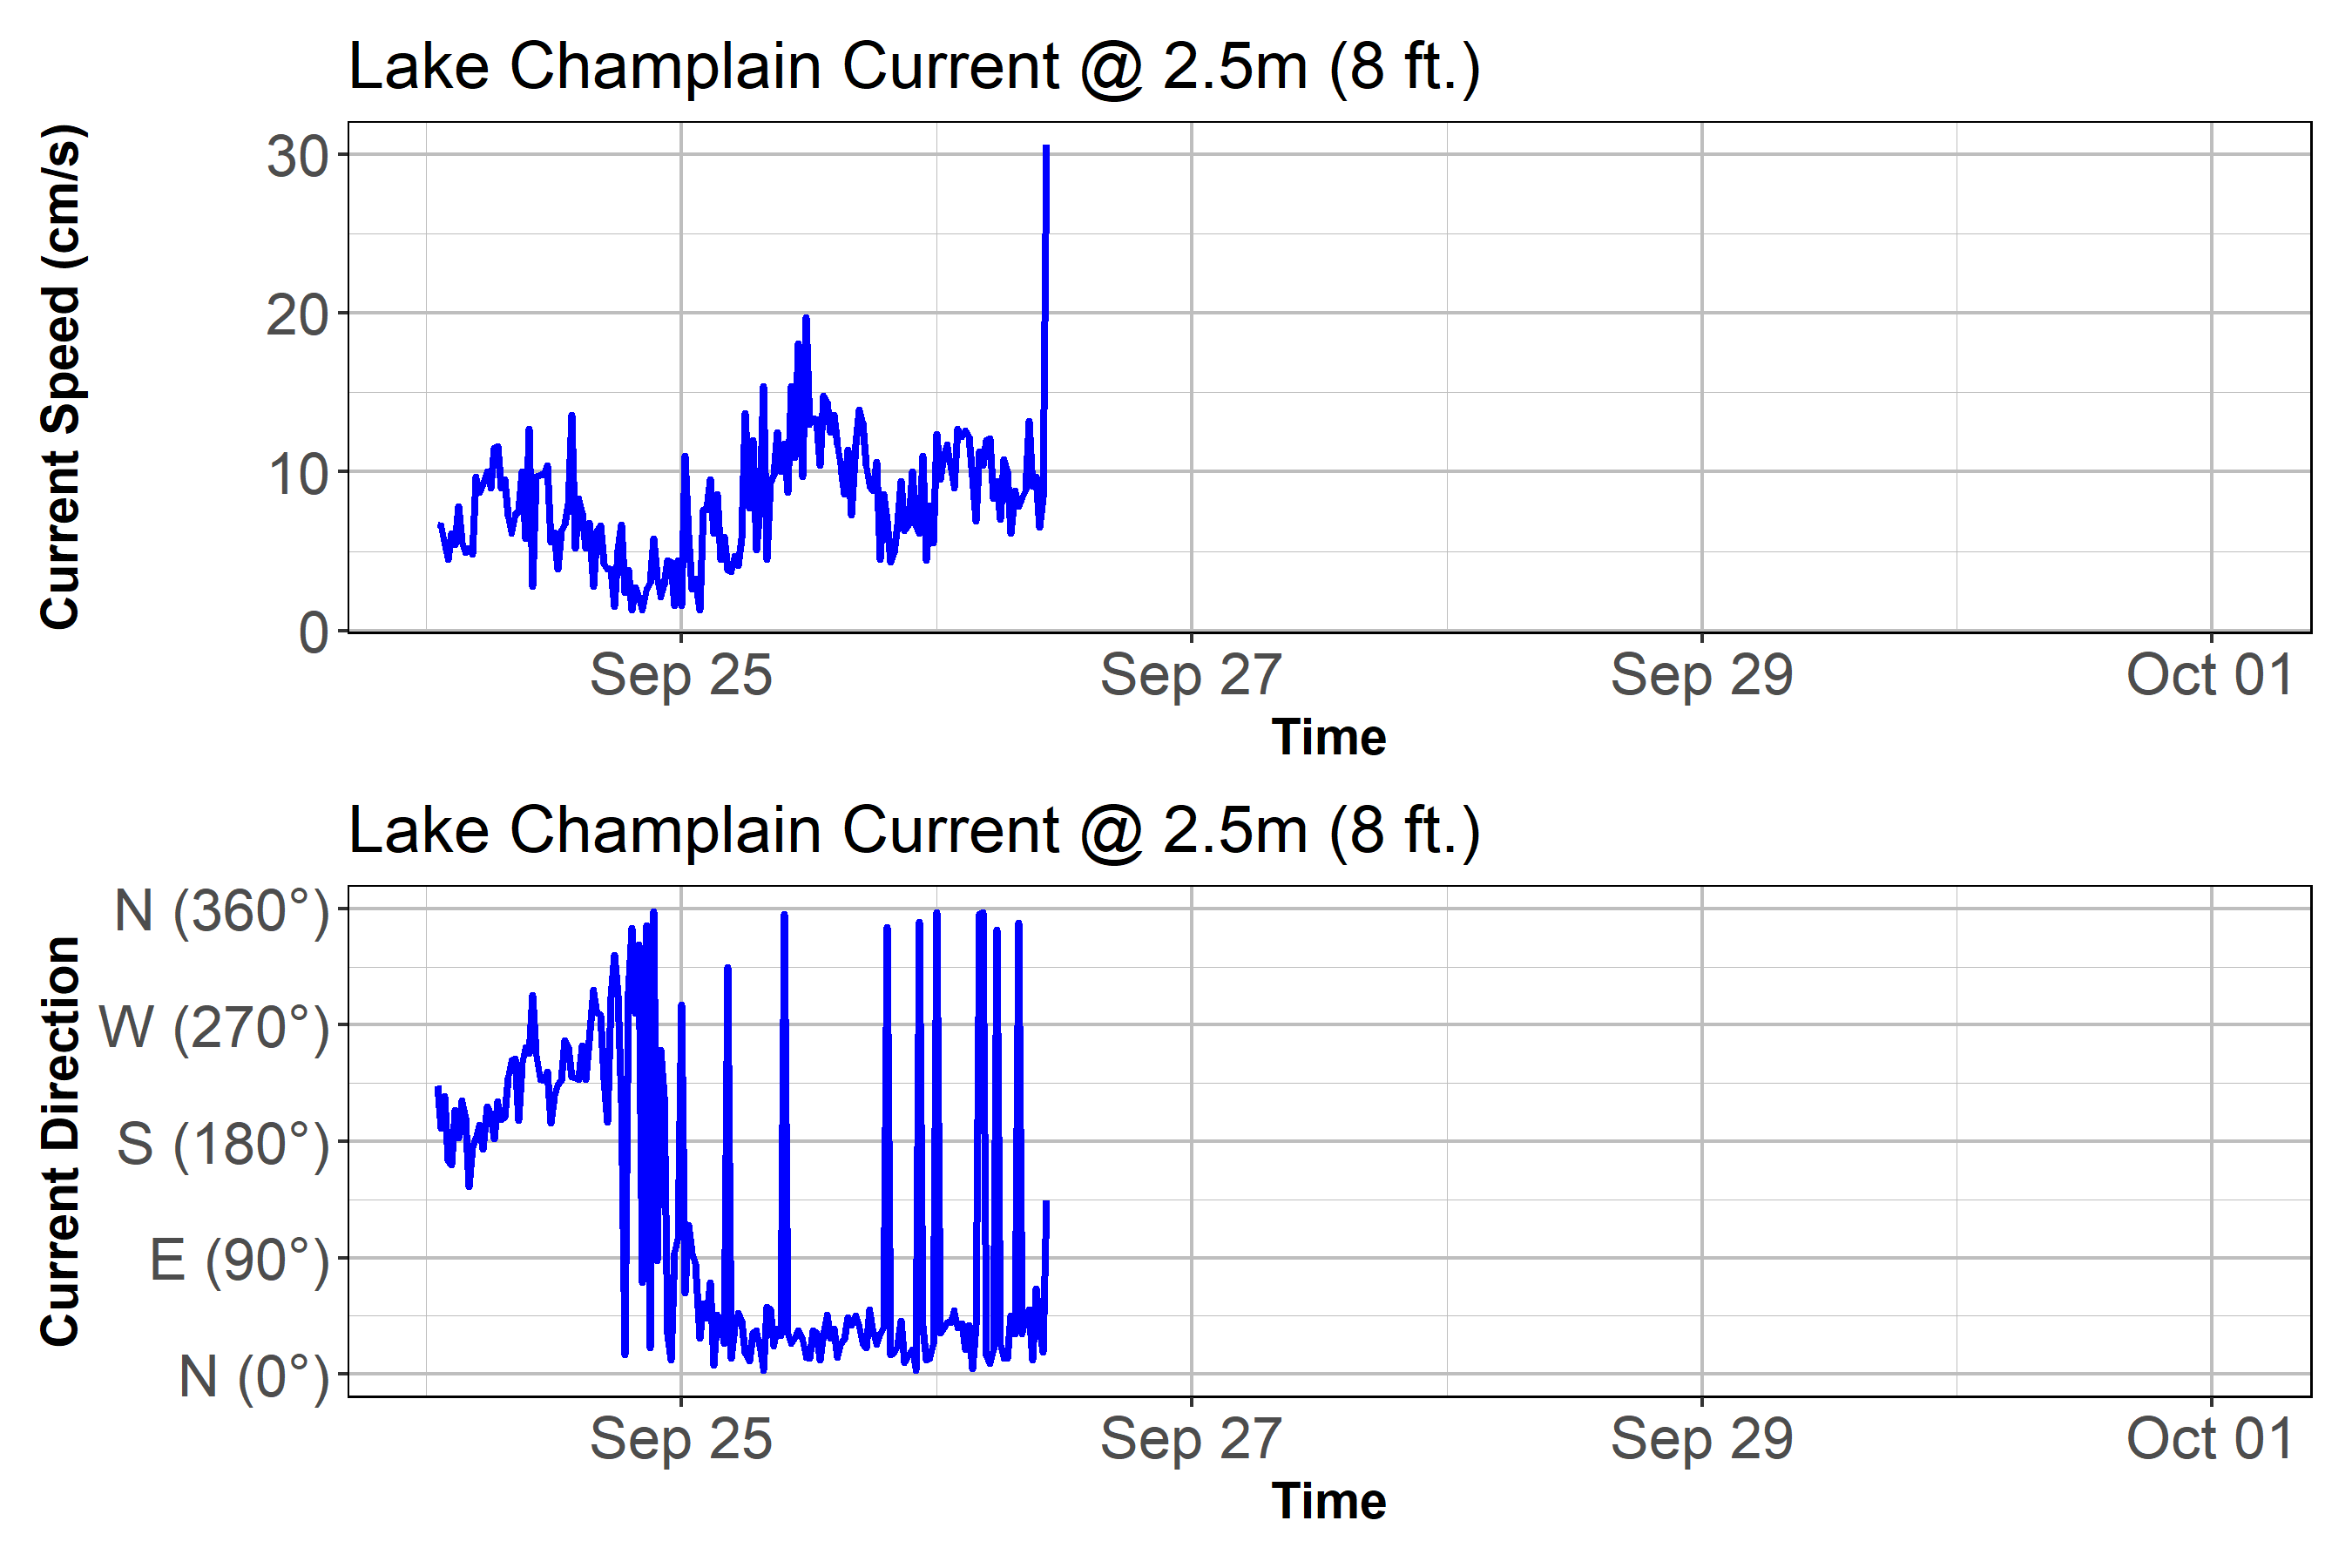 Lake Champlain Current @ 2.5m (8 ft.)
Current Speed (cm/s)
30
20
10
0
Sep 25 Sep 27 Sep 29 Oct 01
Time
Lake Champlain Current @ 2.5m (8 ft.)
Current Direction
N (360°)
W (270°)
S (180°)
E (90°)
N (0°)
Sep 25 Sep 27 Sep 29 Oct 01
Time